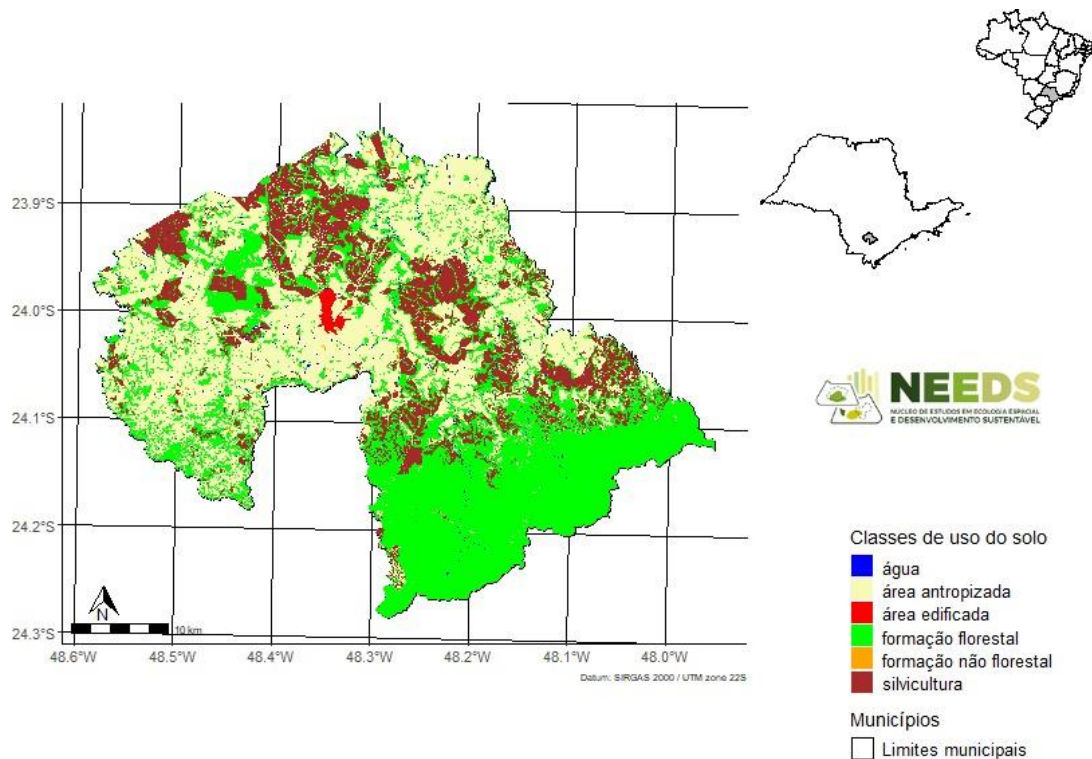 23.9°S
24.0°S
24.1°S
24.2°S
24.3°S
N
10 km
48.6°W
48.5°W
48.4°W
48.3°W
48.2°W
48.1°W
48.0°W
Datum: SIRGAS 2000 / UTM zone 22S
NEEDS
NÚCLEO DE ESTUDOS EM ECOLOGIA ESPACIAL
E DESENVOLVIMENTO SUSTENTÁVEL
Classes de uso do solo
água
área antropizada
área edificada
formação florestal
formação não florestal
silvicultura
Municípios
Limites municipais